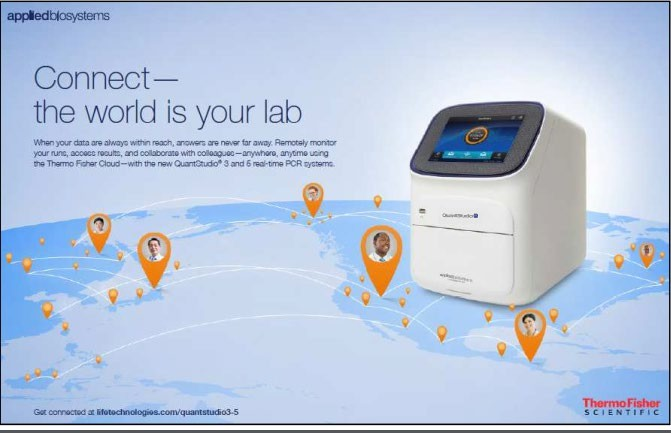 appliedbiosystems
Connect—
the world is your lab
When your data are always within reach, answers are never far away. Remotely monitor
your runs, access results, and collaborate with colleagues—anywhere, anytime using
the Thermo Fisher Cloud—with the new QuantStudio® 3 and 5 real-time PCR systems.
QuantStudio 5
appliedbiosystems
Get connected at lifetechnologies.com/quantstudio3-5
ThermoFisher
SCIENTIFIC